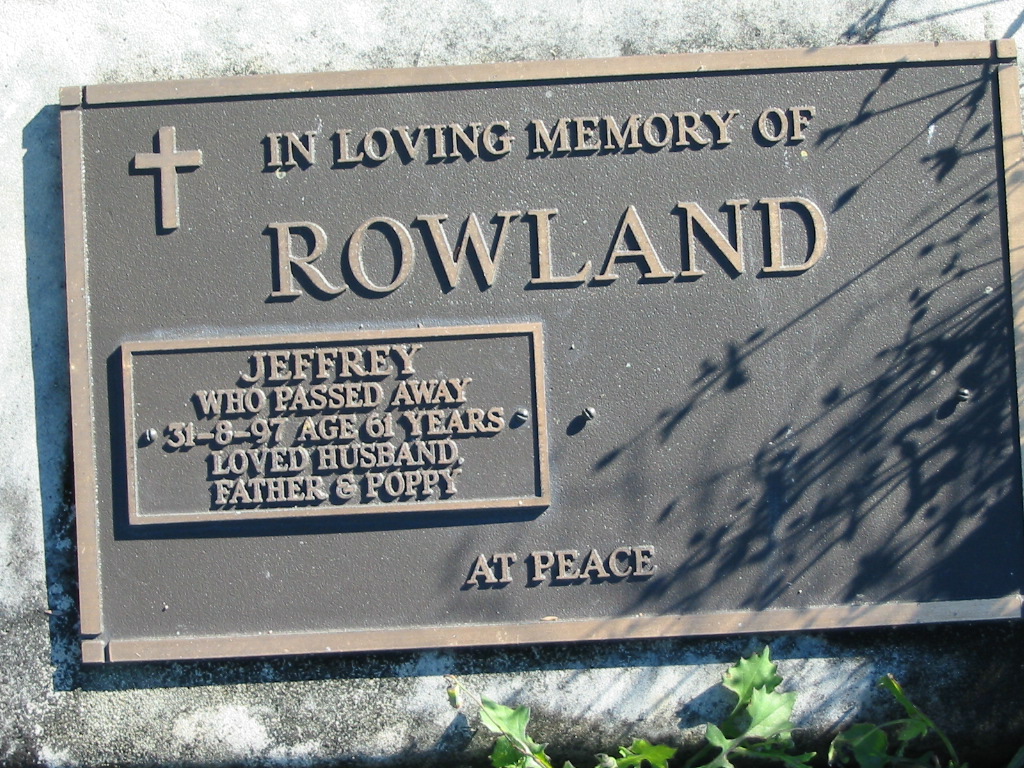 IN LOVING MEMORY OF
ROWLAND
JEFFREY
WHO PASSED AWAY
31-8-97 AGE 61 YEARS
LOVED HUSBAND,
FATHER & POPPY
AT PEACE